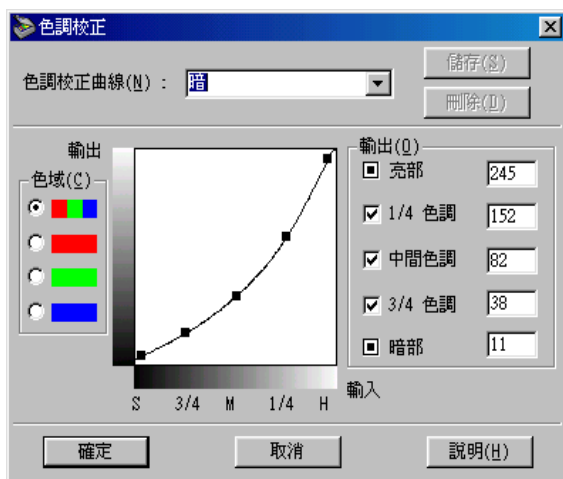 色調校正
色調校正曲線(N) : 暗
儲存(S)
刪除(D)
輸出
色域(C)
輸出(O)
亮部 245
1/4 色調 152
中間色調 82
3/4 色調 38
暗部 11
S 3/4 M 1/4 H
輸入
確定 取消 說明(H)